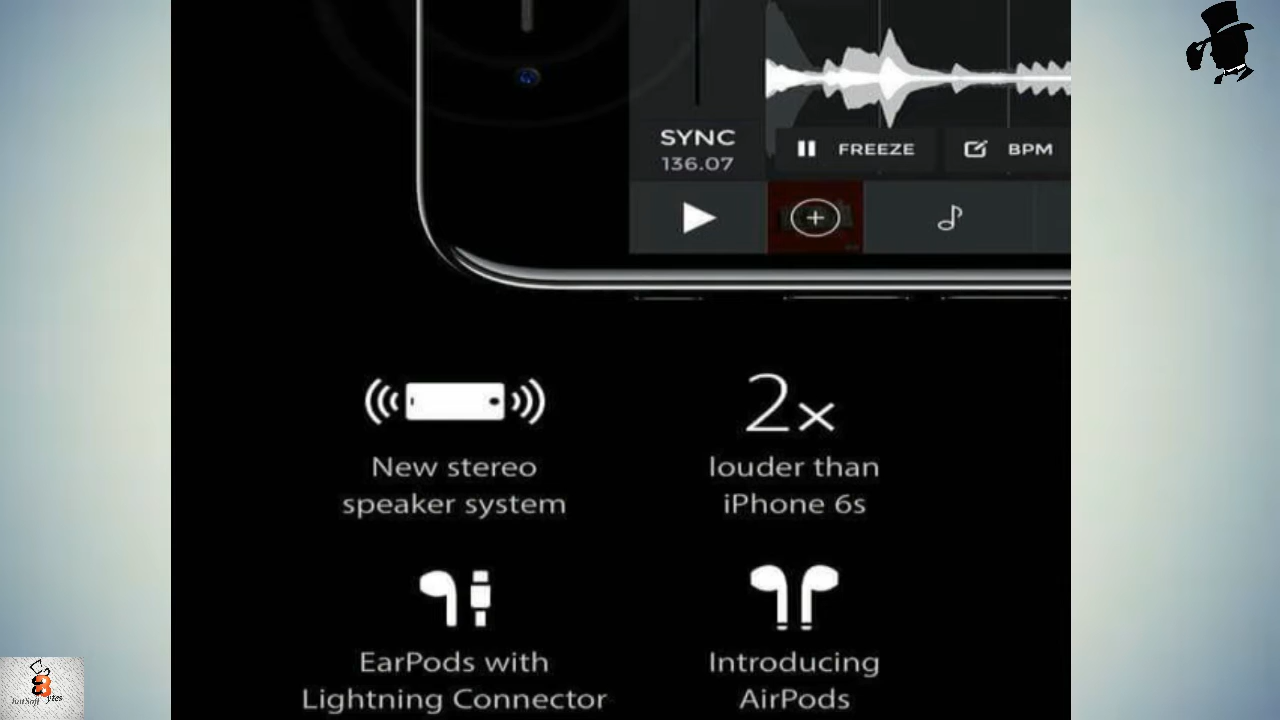 SYNC
136.07
FREEZE
BPM
New stereo
speaker system
2x
louder than
iPhone 6s
EarPods with
Lightning Connector
Introducing
AirPods